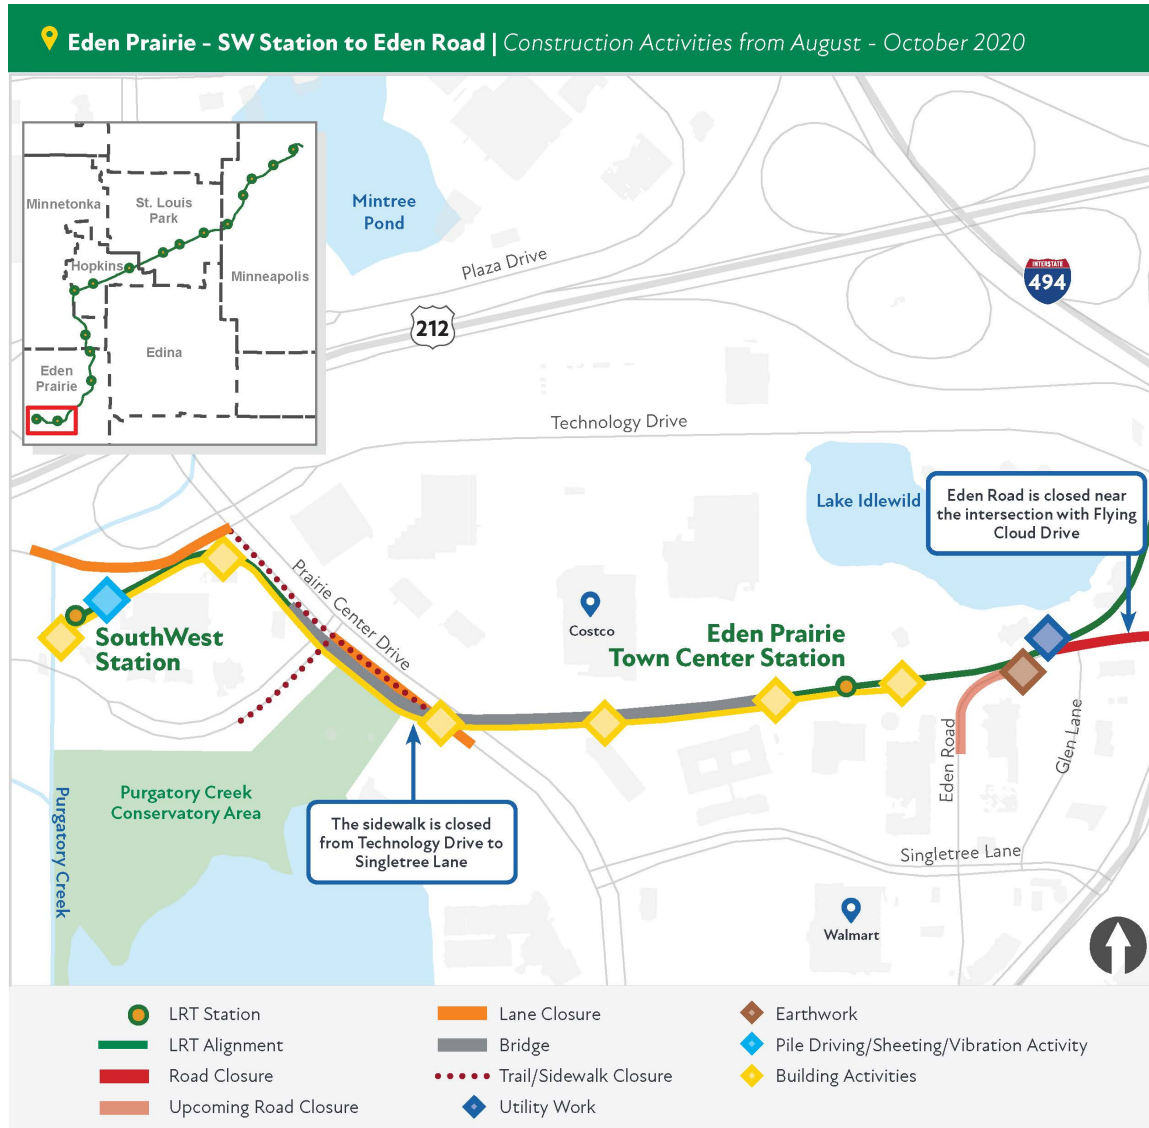 Eden Prairie - SW Station to Eden Road | Construction Activities from August - October 2020
Minnetonka
St. Louis
Park
Hopkins
Minneapolis
Edina
Eden
Prairie
Mintree
Pond
Plaza Drive
212
INTERSTATE
494
Technology Drive
Lake Idlewild
Eden Road is closed near
the intersection with Flying
Cloud Drive
Prairie Center Drive
Costco
SouthWest
Station
Eden Prairie
Town Center Station
Eden Road
Glen Lane
Purgatory Creek
Conservatory Area
Purgatory Creek
The sidewalk is closed
from Technology Drive to
Singletree Lane
Singletree Lane
Walmart
LRT Station
LRT Alignment
Road Closure
Upcoming Road Closure
Lane Closure
Bridge
Trail/Sidewalk Closure
Utility Work
Earthwork
Pile Driving/Sheeting/Vibration Activity
Building Activities